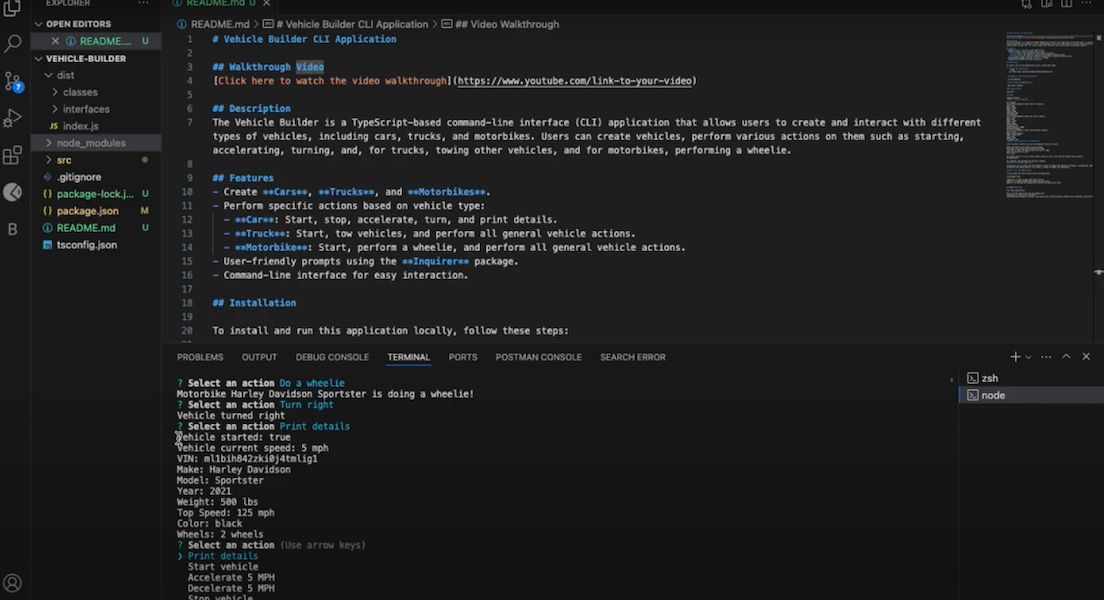 EXPLORER
OPEN EDITORS
README.... U
VEHICLE-BUILDER
dist
classes
interfaces
JS index.js
node_modules
src
.gitignore
{} package-lock.j... U
{} package.json M
README.md U
tsconfig.json
7
B
README.md U
README.md > # Vehicle Builder CLI Application > ## Video Walkthrough
1 # Vehicle Builder CLI Application
2
3 ## Walkthrough Video
4 [Click here to watch the video walkthrough](https://www.youtube.com/link-to-your-video)
5
6 ## Description
7 The Vehicle Builder is a TypeScript-based command-line interface (CLI) application that allows users to create and interact with different
types of vehicles, including cars, trucks, and motorbikes. Users can create vehicles, perform various actions on them such as starting,
accelerating, turning, and, for trucks, towing other vehicles, and for motorbikes, performing a wheelie.
8
9 ## Features
10 - Create **Cars**, **Trucks**, and **Motorbikes**.
11 - Perform specific actions based on vehicle type:
12 - **Car**: Start, stop, accelerate, turn, and print details.
13 - **Truck**: Start, tow vehicles, and perform all general vehicle actions.
14 - **Motorbike**: Start, perform a wheelie, and perform all general vehicle actions.
15 - User-friendly prompts using the **Inquirer** package.
16 - Command-line interface for easy interaction.
17
18 ## Installation
19
20 To install and run this application locally, follow these steps:
PROBLEMS OUTPUT DEBUG CONSOLE TERMINAL PORTS POSTMAN CONSOLE SEARCH ERROR
? Select an action Do a wheelie
Motorbike Harley Davidson Sportster is doing a wheelie!
? Select an action Turn right
Vehicle turned right
? Select an action Print details
Vehicle started: true
Vehicle current speed: 5 mph
VIN: ml1bih842zki0j4tmlig1
Make: Harley Davidson
Model: Sportster
Year: 2021
Weight: 500 lbs
Top Speed: 125 mph
Color: black
Wheels: 2 wheels
? Select an action (Use arrow keys)
❯ Print details
Start vehicle
Accelerate 5 MPH
Decelerate 5 MPH
Stop vehicle
zsh
node